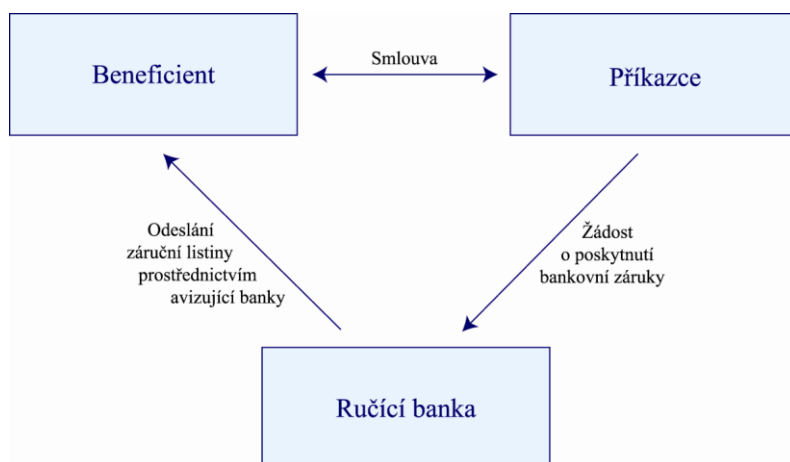 Beneficient
Smlouva
Příkazce
Odeslání
záruční listiny
prostřednictvím
avizující banky
Žádost
o poskytnutí
bankovní záruky
Ručící banka